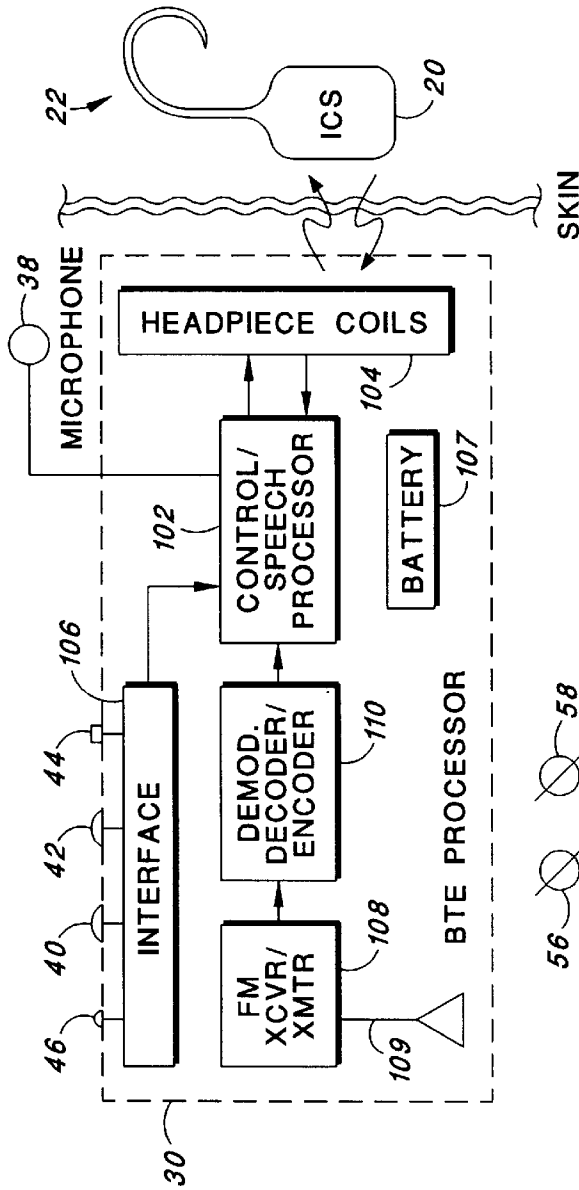 22
ICS
20
SKIN
38
MICROPHONE
HEADPIECE COILS
104
CONTROL/
SPEECH
PROCESSOR
102
BATTERY
107
106
44
42
40
46
INTERFACE
DEMOD.
DECODER/
ENCODER
110
FM
XCVR/
XMTR
108
109
BTE PROCESSOR
30
58
56